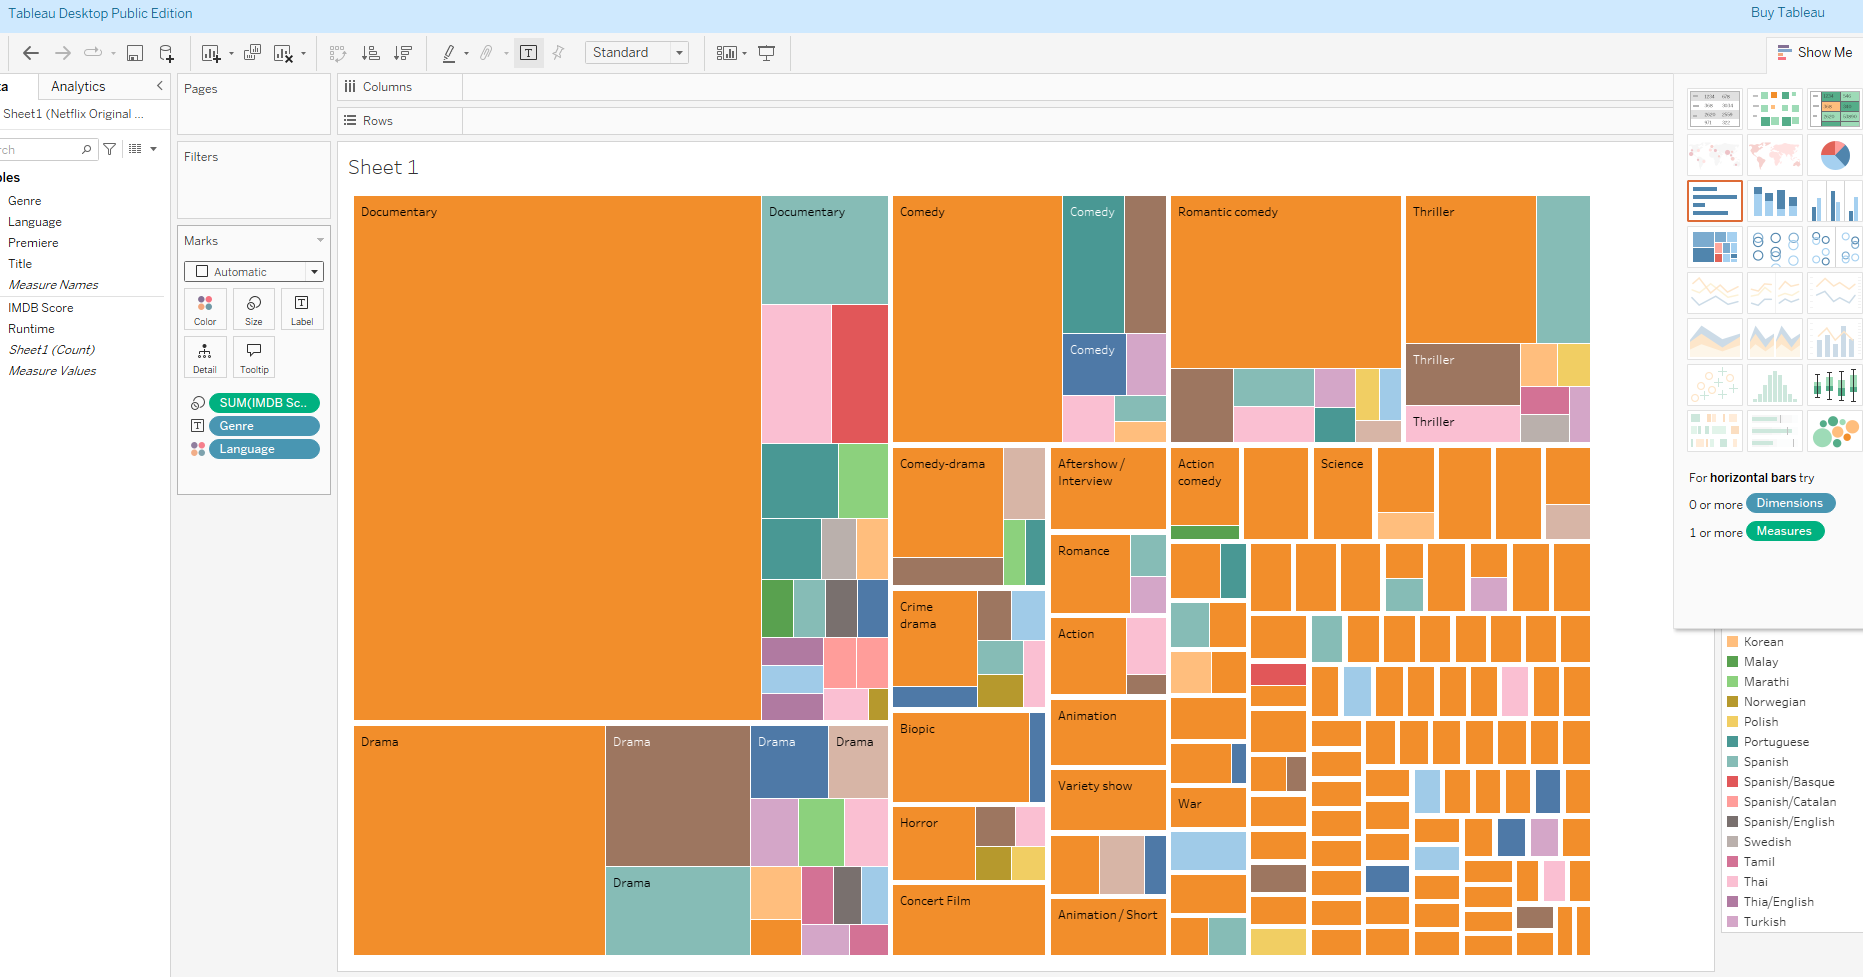 Tableau Desktop Public Edition
Buy Tableau
Standard
Show Me
a
Analytics
Sheet1 (Netflix Original ...
rch
bles
Genre
Language
Premiere
Title
Measure Names
IMDB Score
Runtime
Sheet1 (Count)
Measure Values
Pages
Filters
Marks
Automatic
Color
Size
Label
Detail
Tooltip
SUM(IMDB Sc..
Genre
Language
Columns
Rows
Sheet 1
Documentary
Documentary
Comedy
Comedy
Romantic comedy
Thriller
Comedy
Thriller
Thriller
Comedy-drama
Aftershow /
Interview
Action
comedy
Science
Romance
Crime
drama
Action
Animation
Biopic
Variety show
War
Horror
Concert Film
Animation / Short
Drama
Drama
Drama
Drama
Drama
For horizontal bars try
0 or more Dimensions
1 or more Measures
Korean
Malay
Marathi
Norwegian
Polish
Portuguese
Spanish
Spanish/Basque
Spanish/Catalan
Spanish/English
Swedish
Tamil
Thai
Thia/English
Turkish